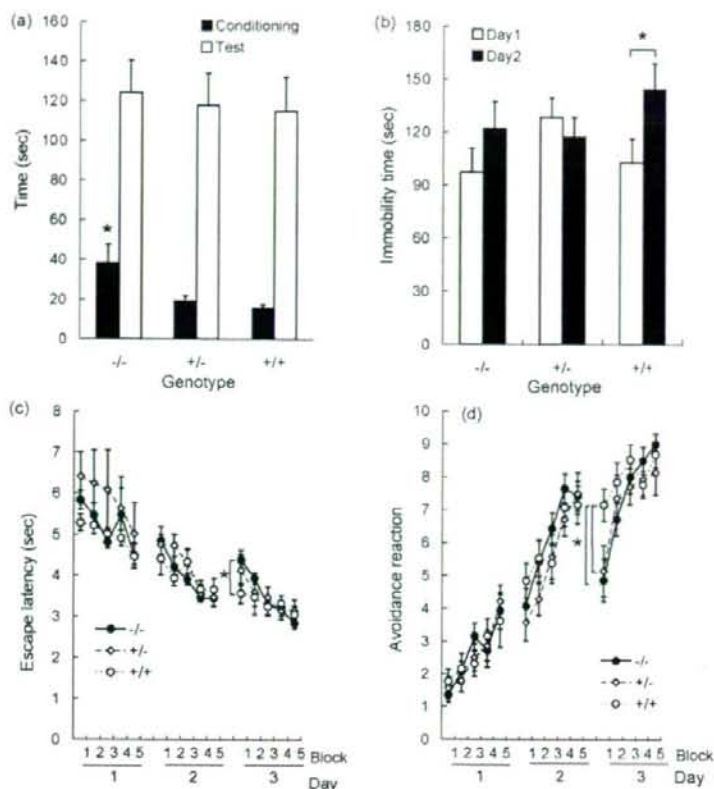 (a)
Conditioning
Test
160
140
120
100
80
60
40
20
0
Time (sec)
*
-/- +/- +/+
Genotype
(b)
Day1
Day2
180
150
120
90
60
30
0
Immobility time (sec)
*
-/- +/- +/+
Genotype
(c)
8
7
6
5
4
3
2
1
0
Escape latency (sec)
*
-/-
+/-
+/+
1 2 3 4 5 1 2 3 4 5 1 2 3 4 5 Block
1 2 3 Day
(d)
10
9
8
7
6
5
4
3
2
1
0
Avoidance reaction
*
-/-
+/-
+/+
1 2 3 4 5 1 2 3 4 5 1 2 3 4 5
1 2 3